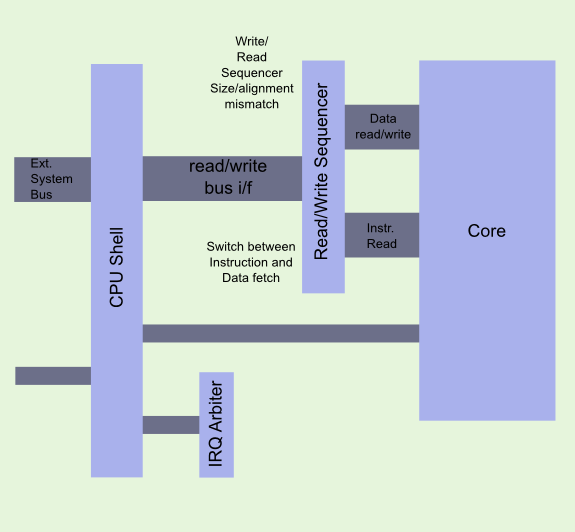 Write/
Read
Sequencer
Size/alignment
mismatch
Data
read/write
Ext.
System
Bus
read/write
bus i/f
Read/Write Sequencer
Instr.
Read
Core
CPU Shell
Switch between
Instruction and
Data fetch
IRQ Arbiter